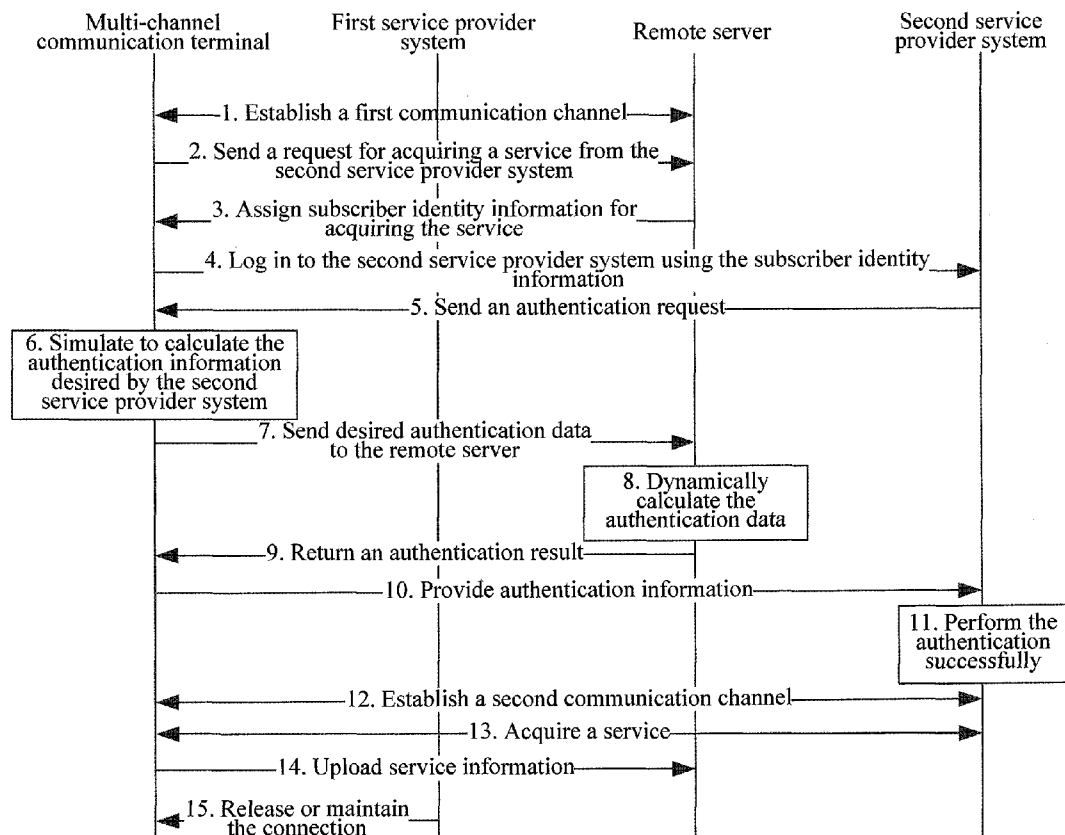 Multi-channel
communication terminal
First service provider
system
Remote server
Second service
provider system
1. Establish a first communication channel
2. Send a request for acquiring a service from the
second service provider system
3. Assign subscriber identity information for
acquiring the service
4. Log in to the second service provider system using the subscriber identity
information
5. Send an authentication request
6. Simulate to calculate the
authentication information
desired by the second
service provider system
7. Send desired authentication data
to the remote server
8. Dynamically
calculate the
authentication data
9. Return an authentication result
10. Provide authentication information
11. Perform the
authentication
successfully
12. Establish a second communication channel
13. Acquire a service
14. Upload service information
15. Release or maintain
the connection